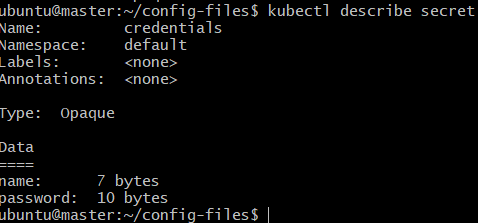 ubuntu@master:~/config-files$ kubectl describe secret
Name:         credentials
Namespace:    default
Labels:       <none>
Annotations:  <none>

Type:  Opaque

Data
====
name:      7 bytes
password:  10 bytes
ubuntu@master:~/config-files$